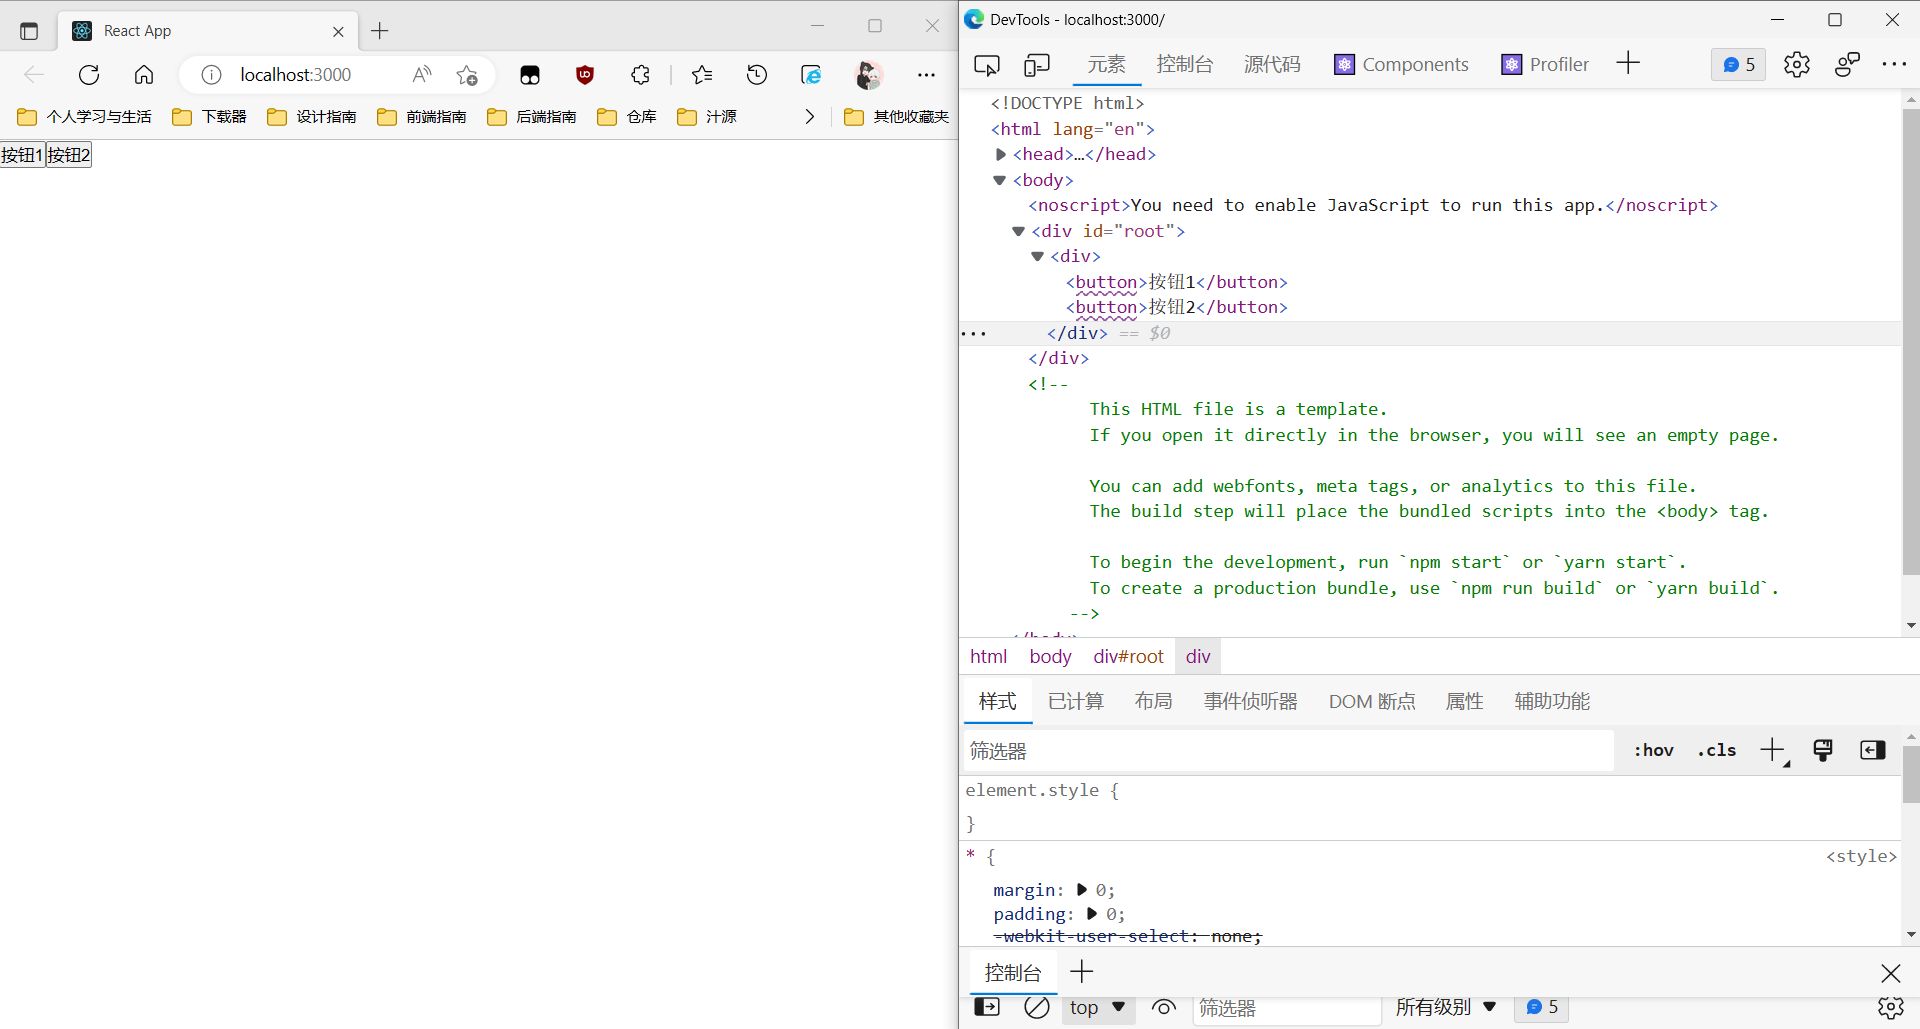 React App
localhost:3000
个人学习与生活 下载器 设计指南 前端指南 后端指南 仓库 汁源 其他收藏夹
按钮1 按钮2
DevTools - localhost:3000/
元素 控制台 源代码 Components Profiler 5
<!DOCTYPE html>
<html lang="en">
<head>…</head>
<body>
<noscript>You need to enable JavaScript to run this app.</noscript>
<div id="root">
<div>
<button>按钮1</button>
<button>按钮2</button>
</div> == $0
</div>
<!--
This HTML file is a template.
If you open it directly in the browser, you will see an empty page.
You can add webfonts, meta tags, or analytics to this file.
The build step will place the bundled scripts into the <body> tag.
To begin the development, run `npm start` or `yarn start`.
To create a production bundle, use `npm run build` or `yarn build`.
-->
</body>
html body div#root div
样式 已计算 布局 事件侦听器 DOM 断点 属性 辅助功能
筛选器 :hov .cls
element.style {
}
* { <style>
margin: 0;
padding: 0;
-webkit-user-select: none;
控制台
top 筛选器 所有级别 5